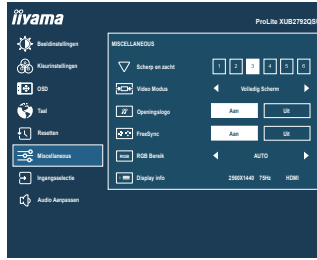 iiyama
ProLite XUB2792QSU
Beeldinstellingen
Kleurinstellingen
OSD
Taal
Resetten
Miscellaneous
Ingangsselectie
Audio Aanpassen
MISCELLANEOUS
Scherp en zacht 1 2 3 4 5 6
Video Modus Volledig Scherm
Openingslogo Aan Uit
FreeSync Aan Uit
RGB Bereik AUTO
Display info 2560X1440 75Hz HDMI